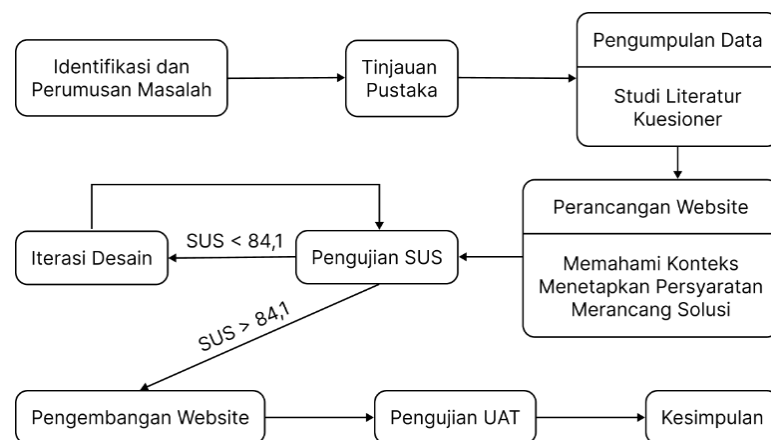 Identifikasi dan
Perumusan Masalah
Tinjauan
Pustaka
Pengumpulan Data
Studi Literatur
Kuesioner
Perancangan Website
Memahami Konteks
Menetapkan Persyaratan
Merancang Solusi
Pengujian SUS
SUS < 84,1
Iterasi Desain
SUS > 84,1
Pengembangan Website
Pengujian UAT
Kesimpulan